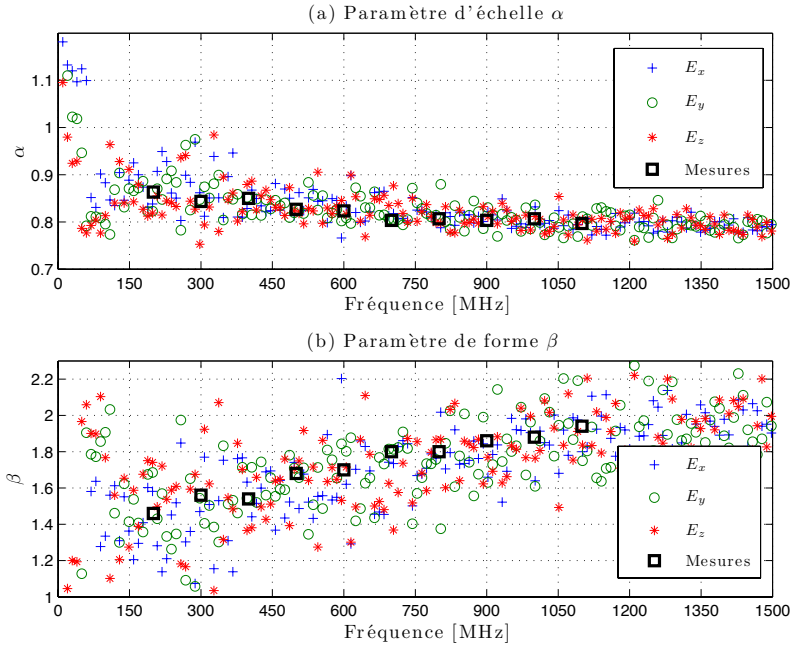 (a) Paramètre d'échelle α
1.1
1
0.9
0.8
0.7
α
0 150 300 450 600 750 900 1050 1200 1350 1500
Fréquence [MHz]
E_x
E_y
E_z
Mesures
(b) Paramètre de forme β
2.2
2
1.8
1.6
1.4
1.2
1
β
0 150 300 450 600 750 900 1050 1200 1350 1500
Fréquence [MHz]
E_x
E_y
E_z
Mesures